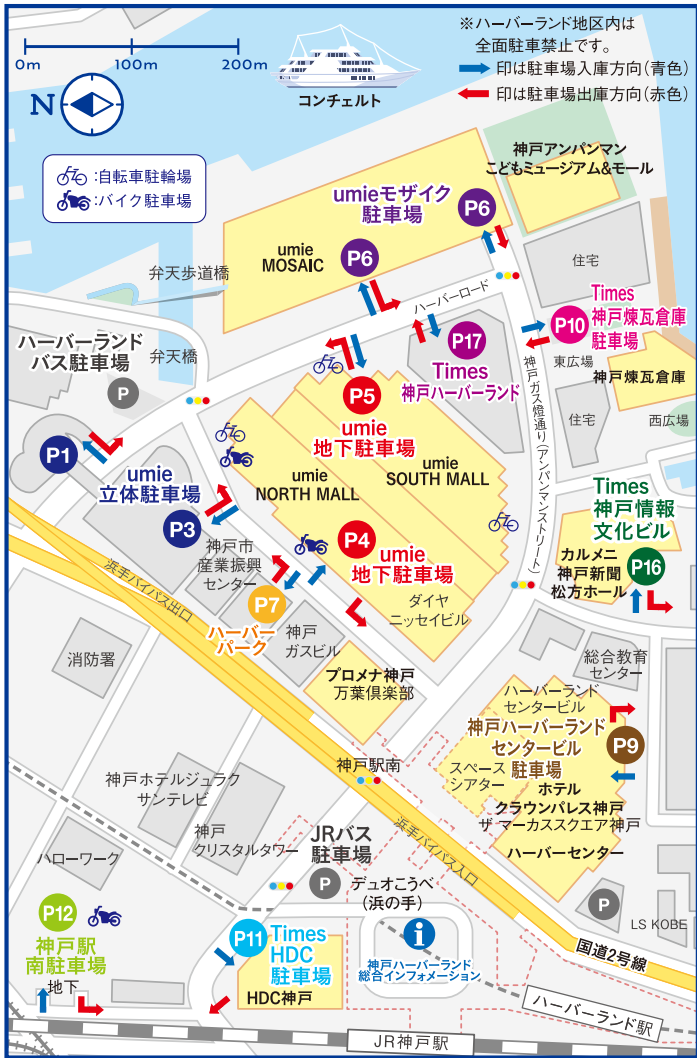 ※ハーバーランド地区内は
全面駐車禁止です。
印は駐車場入庫方向(青色)
印は駐車場出庫方向(赤色)
0m 100m 200m
コンチェルト
N
:自転車駐輪場
:バイク駐車場
神戸アンパンマン
こどもミュージアム&モール
umieモザイク
駐車場
P6
P6
umie
MOSAIC
住宅
弁天歩道橋
ハーバーロード
Times
神戸煉瓦倉庫
駐車場
P10
ハーバーランド
バス駐車場
P
弁天橋
P17
Times
神戸ハーバーランド
東広場
神戸煉瓦倉庫
住宅
西広場
神戸ガス燈通り(アンパンマンストリート)
P5
umie
地下駐車場
P1
umie
立体駐車場
P3
umie
NORTH MALL
umie
SOUTH MALL
Times
神戸情報
文化ビル
P16
カルメニ
神戸新聞
松方ホール
P4
umie
地下駐車場
神戸市
産業振興
センター
浜手バイパス出口
P7
ハーバー
パーク
神戸
ガスビル
ダイヤ
ニッセイビル
消防署
プロメナ神戸
万葉倶楽部
総合教育
センター
ハーバーランド
センタービル
神戸ハーバーランド
センタービル
駐車場
P9
スペース
シアター
ホテル
クラウンパレス神戸
ザ マーカススクエア神戸
ハーバーセンター
神戸駅南
神戸ホテルジュラク
サンテレビ
神戸
クリスタルタワー
浜手バイパス入口
JRバス
駐車場
P
ハローワーク
デュオこうべ
(浜の手)
P
LS KOBE
P12
神戸駅
南駐車場
地下
P11
Times
HDC
駐車場
HDC神戸
i
神戸ハーバーランド
総合インフォメーション
国道2号線
ハーバーランド駅
JR神戸駅